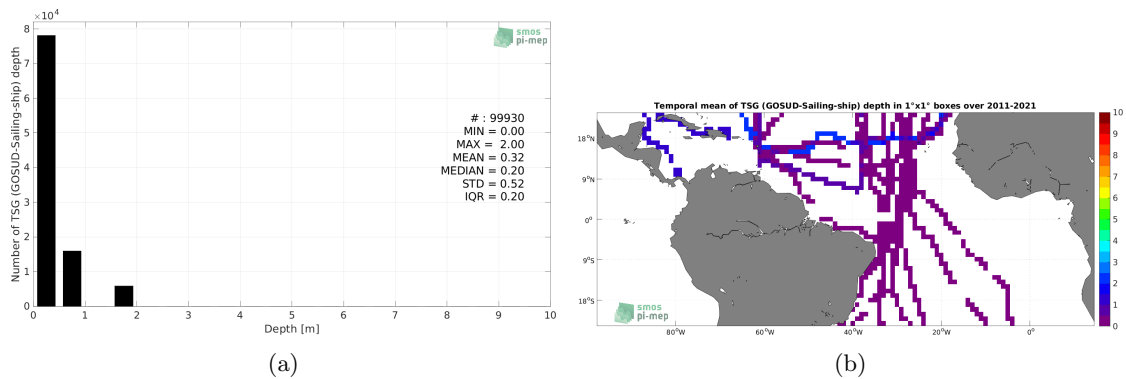 ×10⁴
8
7
6
5
4
3
2
1
0
Number of TSG (GOSUD-Sailing-ship) depth
smos
pi-mep
# : 99930
MIN = 0.00
MAX = 2.00
MEAN = 0.32
MEDIAN = 0.20
STD = 0.52
IQR = 0.20
0 1 2 3 4 5 6 7 8 9 10
Depth [m]
(a)
Temporal mean of TSG (GOSUD-Sailing-ship) depth in 1°x1° boxes over 2011-2021
18°N
9°N
0°
9°S
18°S
80°W 60°W 40°W 20°W 0°
smos
pi-mep
10
9
8
7
6
5
4
3
2
1
0
(b)